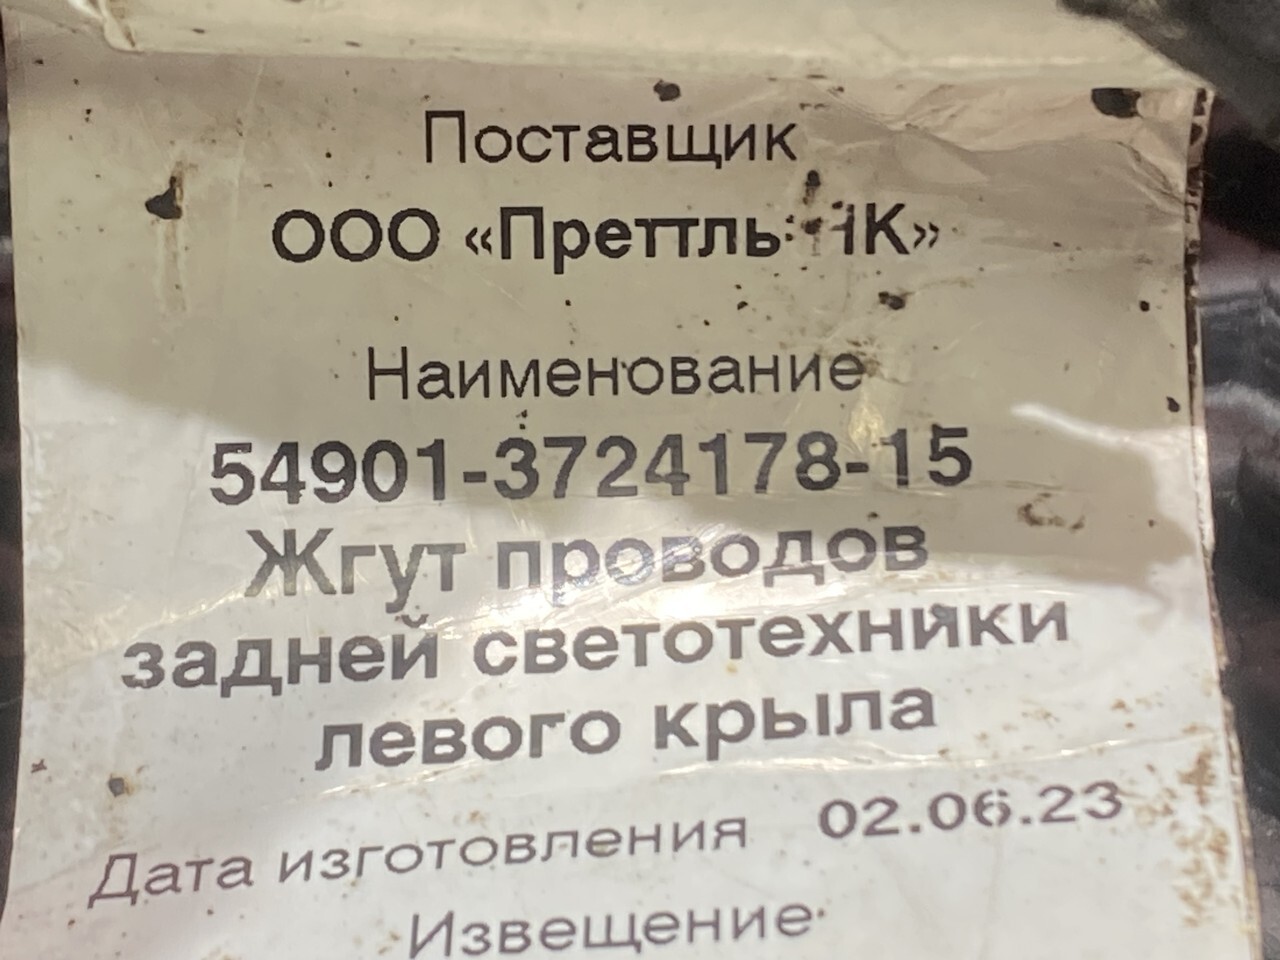 Поставщик
ООО «Преттль-НК»
Наименование
54901-3724178-15
Жгут проводов
задней светотехники
левого крыла
Дата изготовления 02.06.23
Извещение